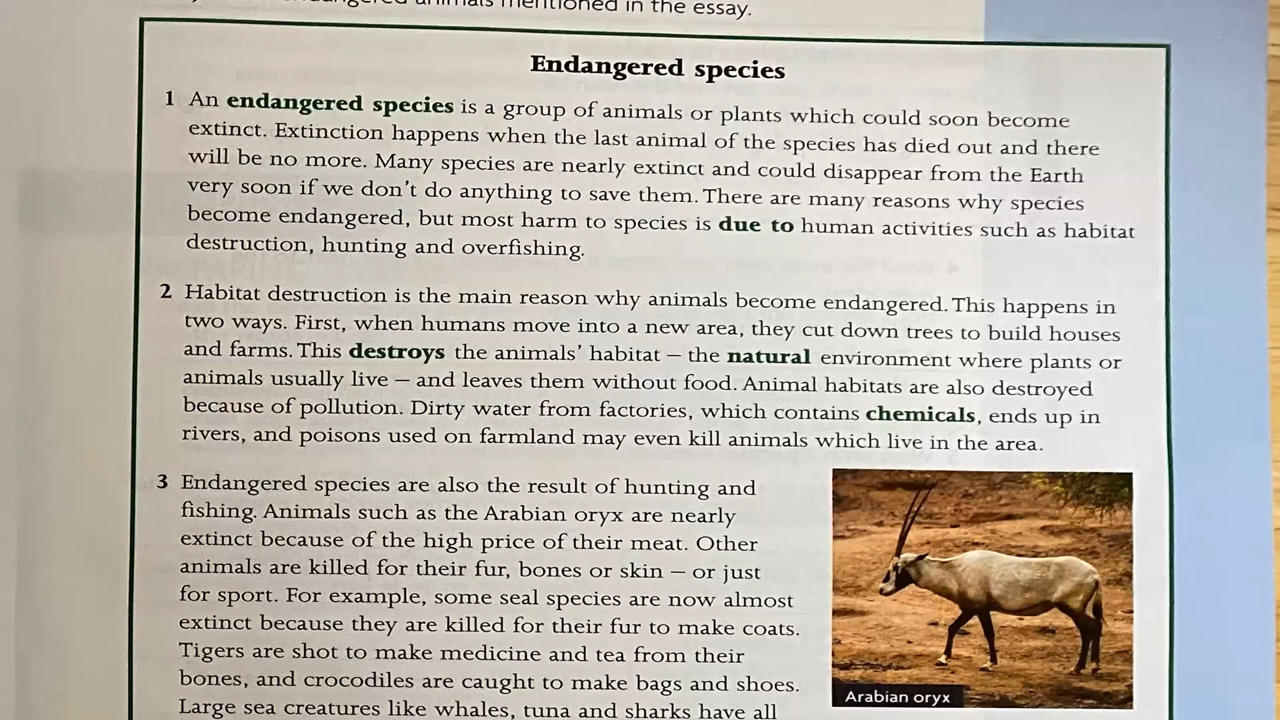 endangered animals mentioned in the essay.
Endangered species
1 An endangered species is a group of animals or plants which could soon become
extinct. Extinction happens when the last animal of the species has died out and there
will be no more. Many species are nearly extinct and could disappear from the Earth
very soon if we don't do anything to save them. There are many reasons why species
become endangered, but most harm to species is due to human activities such as habitat
destruction, hunting and overfishing.
2 Habitat destruction is the main reason why animals become endangered. This happens in
two ways. First, when humans move into a new area, they cut down trees to build houses
and farms. This destroys the animals' habitat – the natural environment where plants or
animals usually live – and leaves them without food. Animal habitats are also destroyed
because of pollution. Dirty water from factories, which contains chemicals, ends up in
rivers, and poisons used on farmland may even kill animals which live in the area.
3 Endangered species are also the result of hunting and
fishing. Animals such as the Arabian oryx are nearly
extinct because of the high price of their meat. Other
animals are killed for their fur, bones or skin – or just
for sport. For example, some seal species are now almost
extinct because they are killed for their fur to make coats.
Tigers are shot to make medicine and tea from their
bones, and crocodiles are caught to make bags and shoes.
Large sea creatures like whales, tuna and sharks have all
Arabian oryx